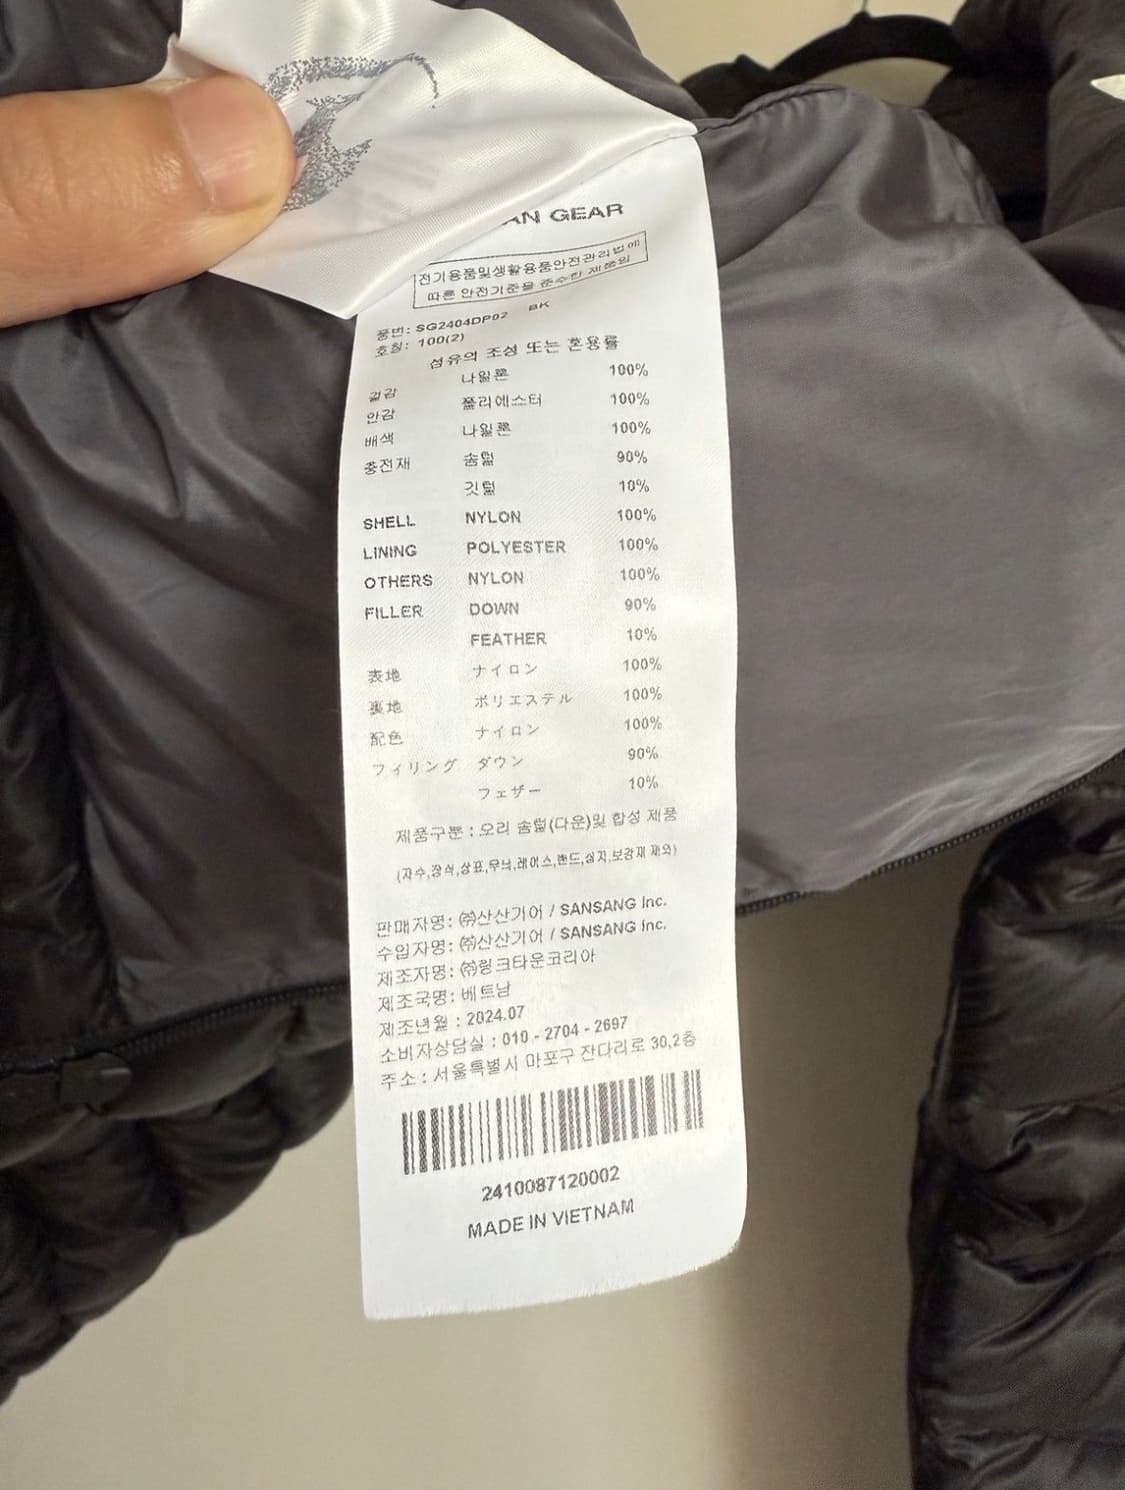 AN GEAR
전기용품및생활용품안전관리법에
따른 안전기준을 준수한 제품임
품번: SG2404DP02 BK
호칭: 100(2)
섬유의 조성 또는 혼용률
겉감 나일론 100%
안감 폴리에스터 100%
배색 나일론 100%
충전재 솜털 90%
깃털 10%
SHELL NYLON 100%
LINING POLYESTER 100%
OTHERS NYLON 100%
FILLER DOWN 90%
FEATHER 10%
表地 ナイロン 100%
裏地 ポリエステル 100%
配色 ナイロン 100%
フィリング ダウン 90%
フェザー 10%
제품구분 : 오리 솜털(다운)및 합성 제품
(자수,장식,상표,무늬,레이스,밴드,심지,보강재 제외)
판매자명: ㈜산산기어 / SANSANG Inc.
수입자명: ㈜산산기어 / SANSANG Inc.
제조자명: ㈜링크타운코리아
제조국명: 베트남
제조년월 : 2024.07
소비자상담실 : 010 - 2704 - 2697
주소 : 서울특별시 마포구 잔다리로 30,2층
2410087120002
MADE IN VIETNAM